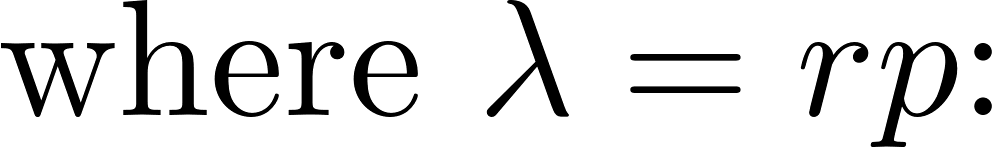 where λ = rp: